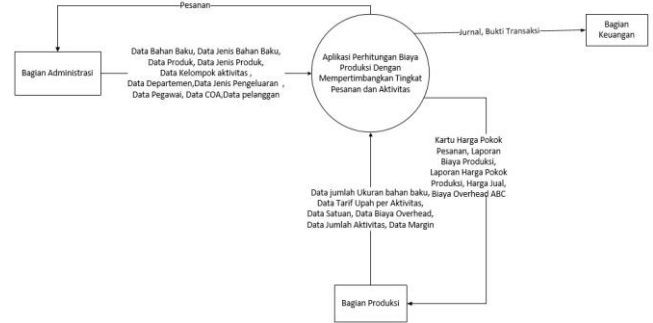 Pesanan
Bagian Administrasi
Data Bahan Baku, Data Jenis Bahan Baku,
Data Produk, Data Jenis Produk,
Data Kelompok aktivitas ,
Data Departemen,Data Jenis Pengeluaran ,
Data Pegawai, Data COA,Data pelanggan
Aplikasi Perhitungan Biaya
Produksi Dengan
Mempertimbangkan Tingkat
Pesanan dan Aktivitas
Jurnal, Bukti Transaksi
Bagian
Keuangan
Kartu Harga Pokok
Pesanan, Laporan
Biaya Produksi,
Laporan Harga Pokok
Produksi, Harga Jual,
Biaya Overhead ABC
Data jumlah Ukuran bahan baku,
Data Tarif Upah per Aktivitas,
Data Satuan, Data Biaya Overhead,
Data Jumlah Aktivitas, Data Margin
Bagian Produksi